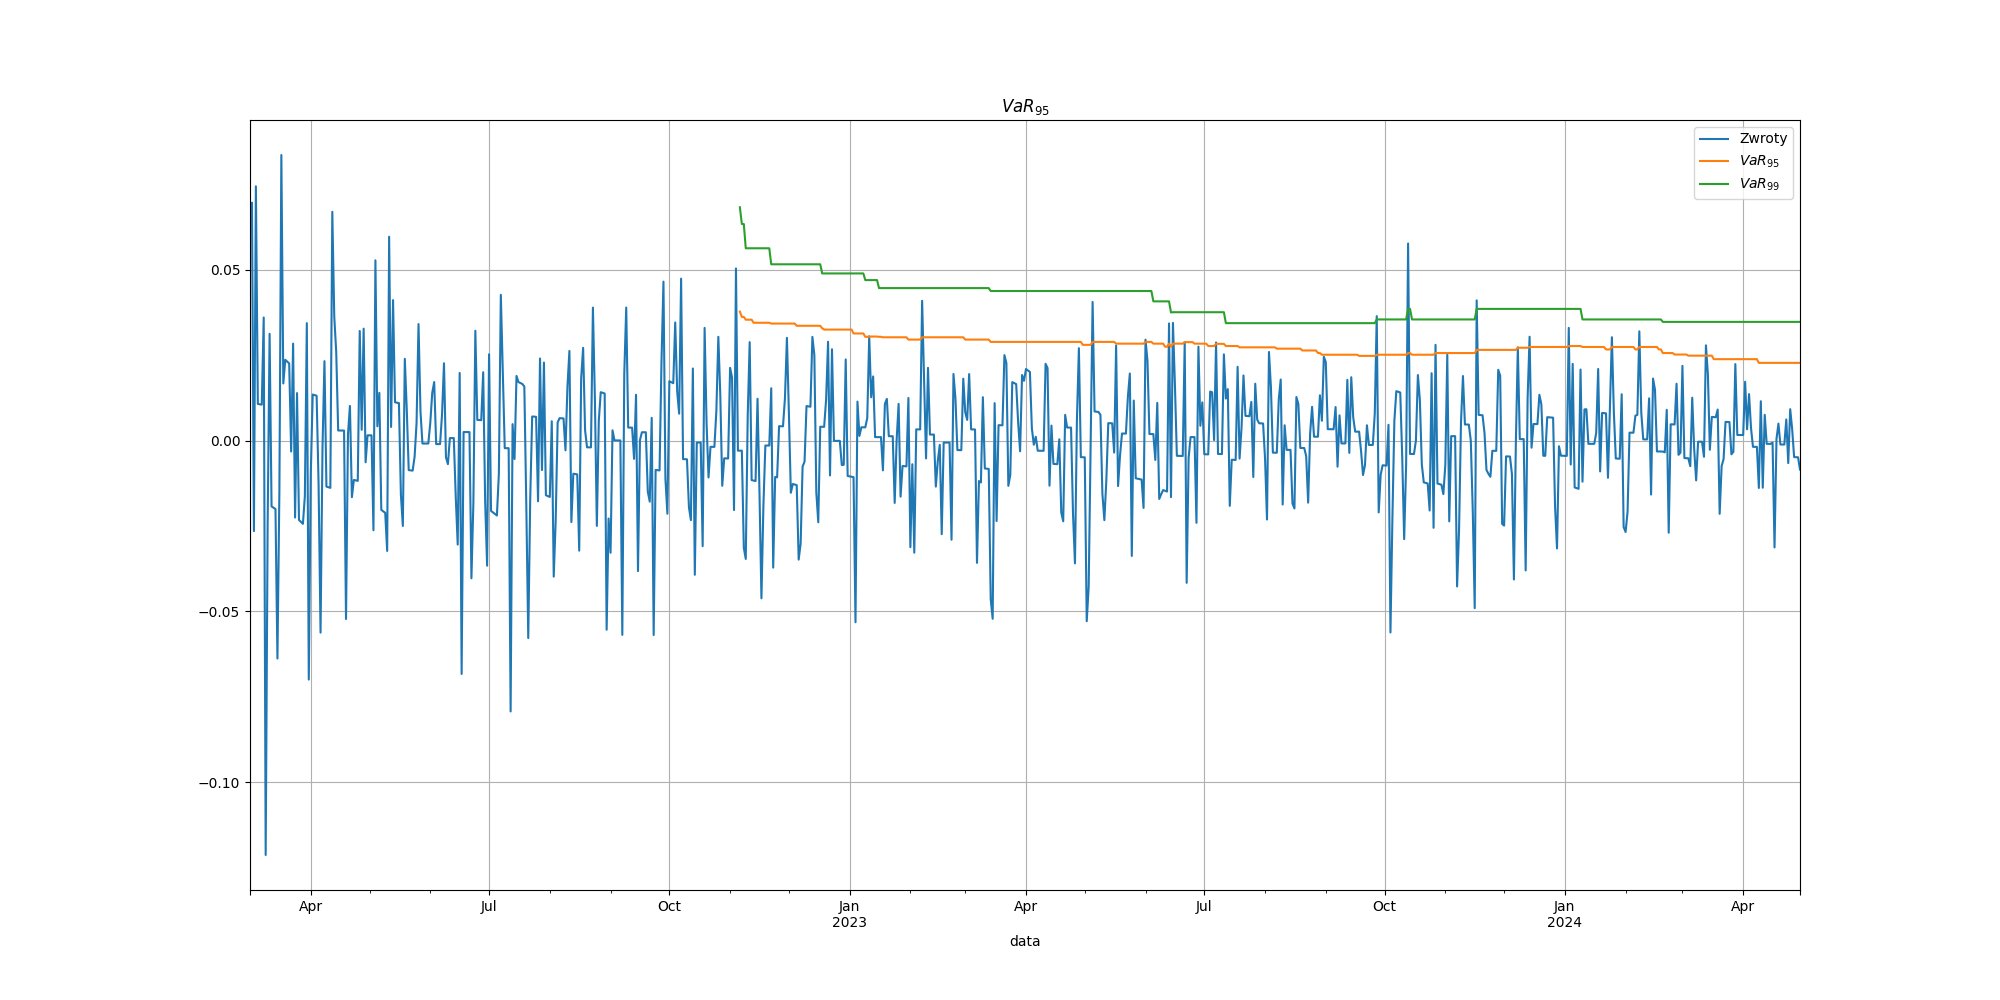 VaR₉₅
Zwroty
VaR₉₅
VaR₉₉
0.05
0.00
−0.05
−0.10
Apr Jul Oct Jan Apr Jul Oct Jan Apr
2023 2024
data